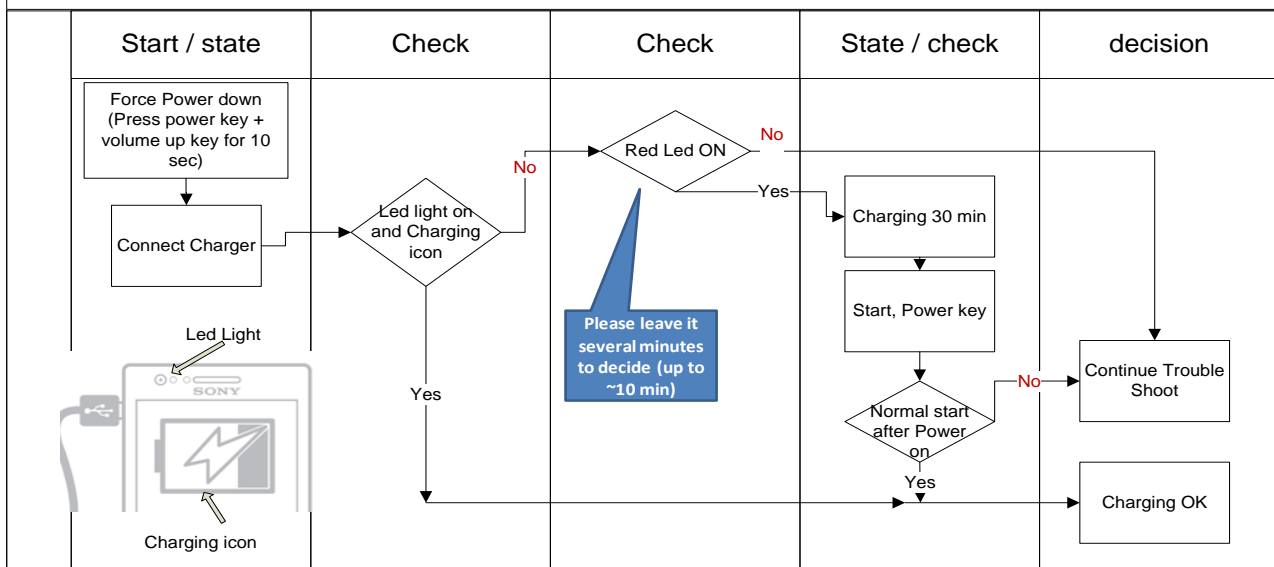 Start / state
Check
Check
State / check
decision
Force Power down
(Press power key +
volume up key for 10
sec)
Connect Charger
Led light on
and Charging
icon
No
Yes
Red Led ON
No
Yes
Please leave it
several minutes
to decide (up to
~10 min)
Charging 30 min
Start, Power key
Normal start
after Power
on
No
Yes
Continue Trouble
Shoot
Charging OK
Led Light
SONY
Charging icon